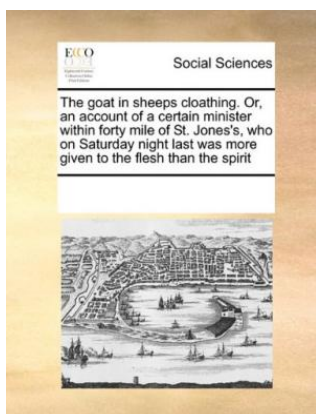 ECCO
Social Sciences
The goat in sheeps cloathing. Or,
an account of a certain minister
within forty mile of St. Jones's, who
on Saturday night last was more
given to the flesh than the spirit